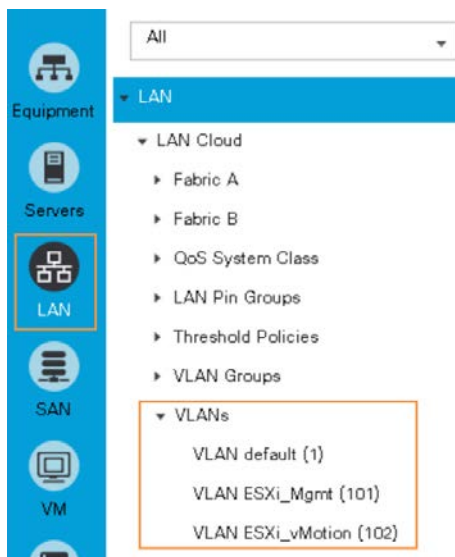 All
Equipment
Servers
LAN
SAN
VM
LAN
LAN Cloud
Fabric A
Fabric B
QoS System Class
LAN Pin Groups
Threshold Policies
VLAN Groups
VLANs
VLAN default (1)
VLAN ESXi_Mgmt (101)
VLAN ESXi_vMotion (102)